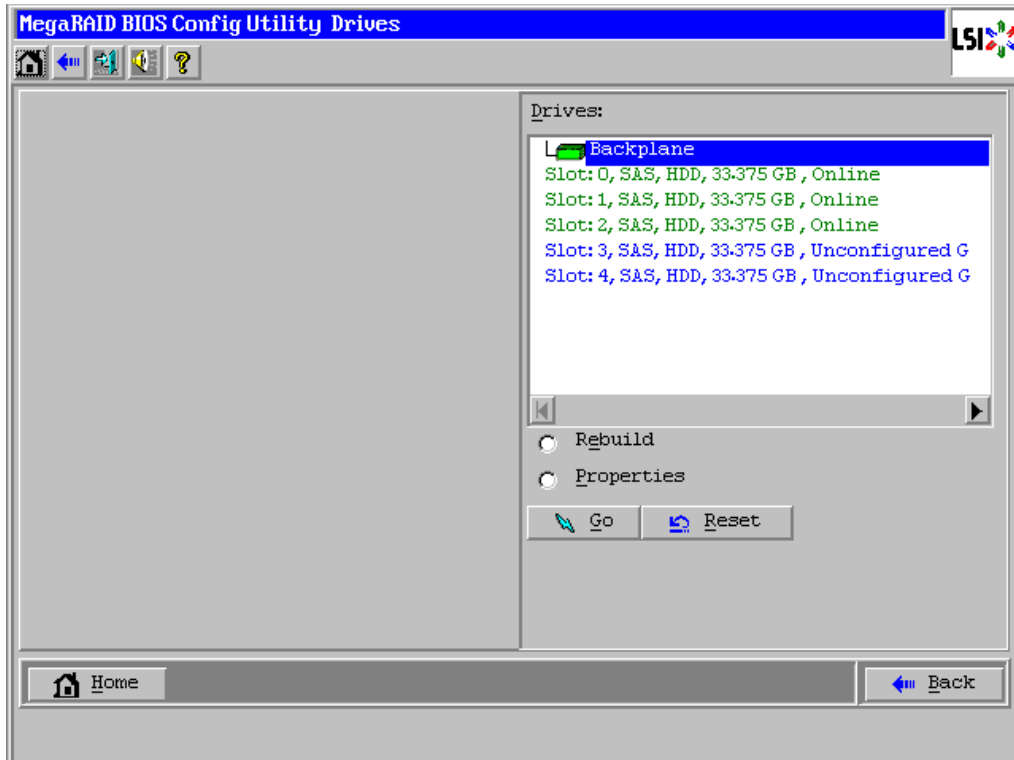 MegaRAID BIOS Config Utility Drives
LSI
Drives:
Backplane
Slot: 0, SAS, HDD, 33.375 GB , Online
Slot: 1, SAS, HDD, 33.375 GB , Online
Slot: 2, SAS, HDD, 33.375 GB , Online
Slot: 3, SAS, HDD, 33.375 GB , Unconfigured G
Slot: 4, SAS, HDD, 33.375 GB , Unconfigured G
Rebuild
Properties
Go Reset
Home Back